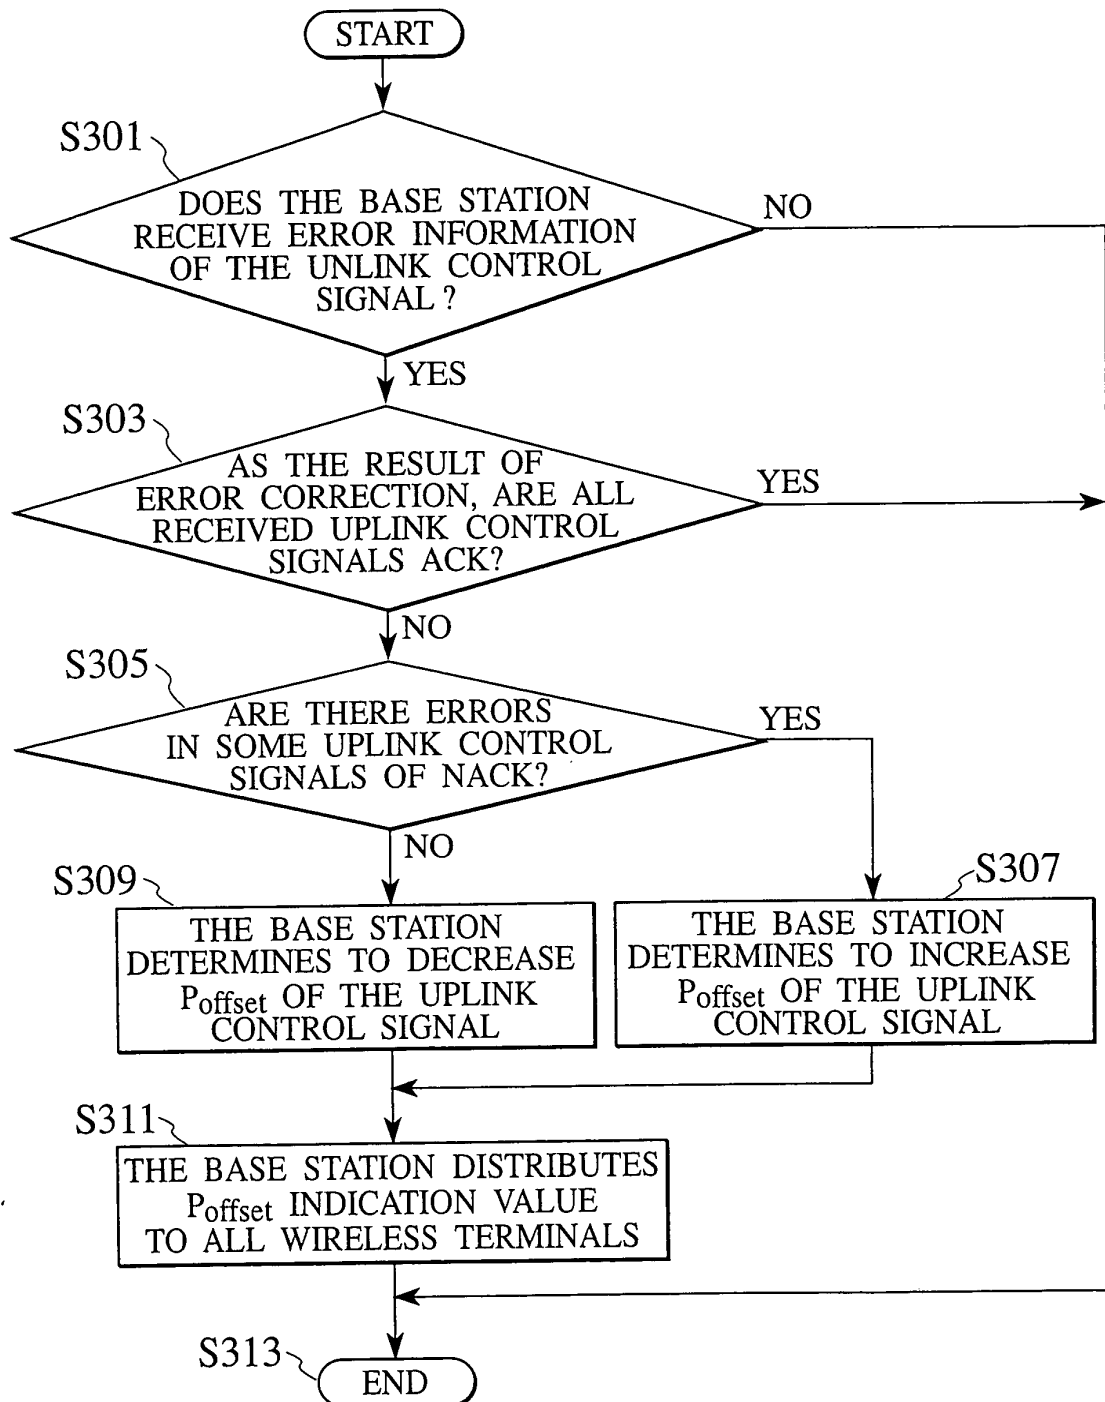 START
S301
DOES THE BASE STATION
RECEIVE ERROR INFORMATION
OF THE UNLINK CONTROL
SIGNAL ?
NO
YES
S303
AS THE RESULT OF
ERROR CORRECTION, ARE ALL
RECEIVED UPLINK CONTROL
SIGNALS ACK?
YES
NO
S305
ARE THERE ERRORS
IN SOME UPLINK CONTROL
SIGNALS OF NACK?
YES
NO
S309
THE BASE STATION
DETERMINES TO DECREASE
Poffset OF THE UPLINK
CONTROL SIGNAL
S307
THE BASE STATION
DETERMINES TO INCREASE
Poffset OF THE UPLINK
CONTROL SIGNAL
S311
THE BASE STATION DISTRIBUTES
Poffset INDICATION VALUE
TO ALL WIRELESS TERMINALS
S313
END